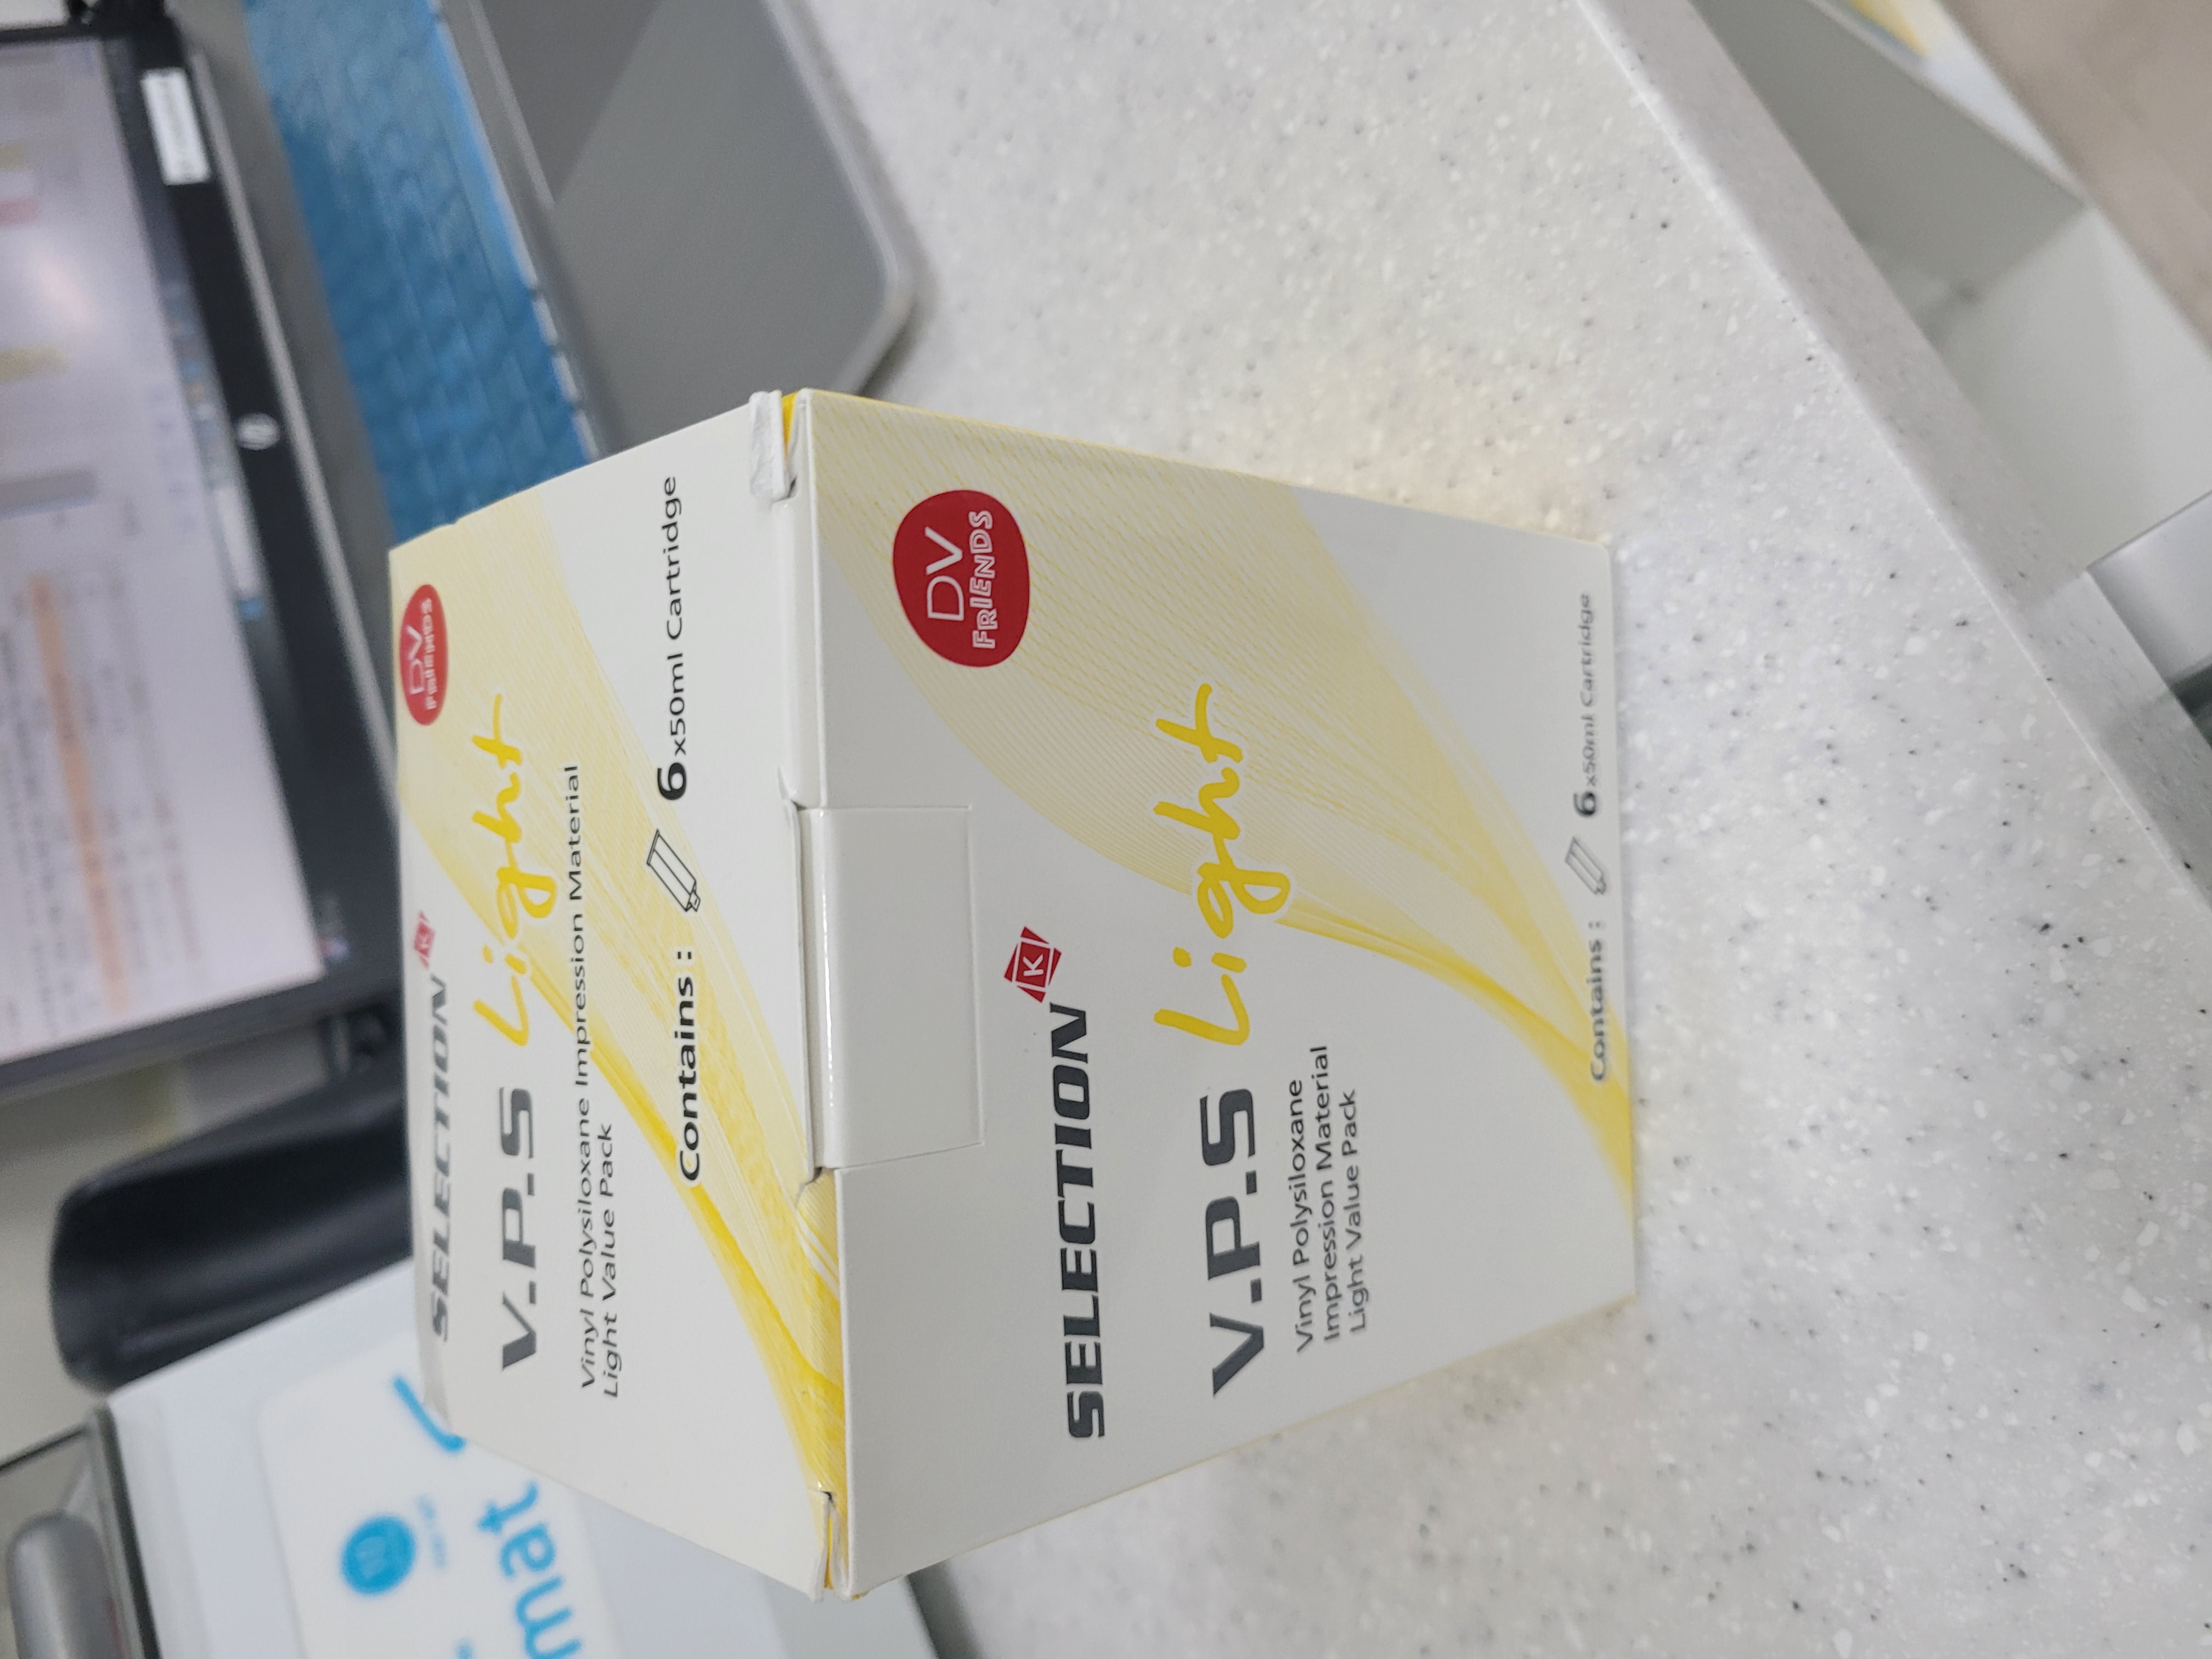 mat
SELECTION K
DV
FRIENDS
V.P.S Light
Vinyl Polysiloxane Impression Material
Light Value Pack
Contains : 6x50ml Cartridge
DV
FRIENDS
SELECTION K
V.P.S Light
Vinyl Polysiloxane
Impression Material
Light Value Pack
Contains : 6x50ml Cartridge
hp